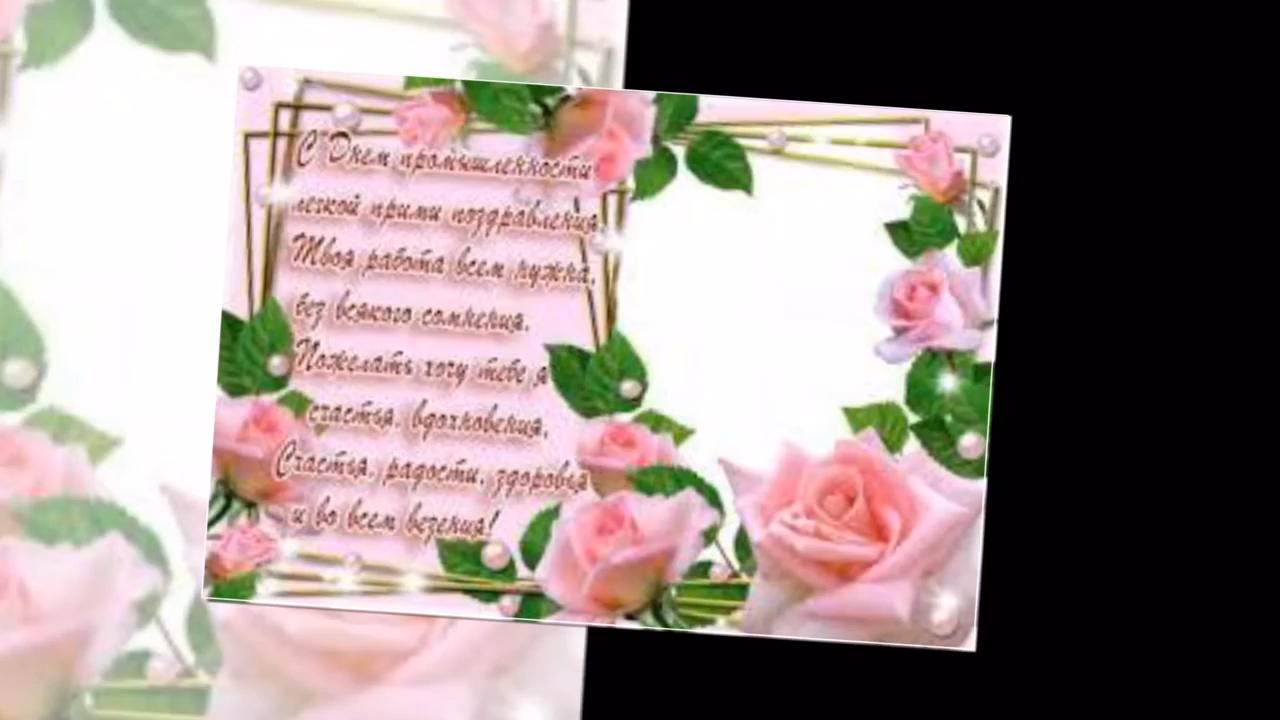 С Днем промышленности
легкой прими поздравления,
Твоя работа всем нужна,
без всякого сомнения.
Пожелать хочу тебе я
счастья, вдохновения,
Счастья, радости, здоровья
и во всем везения!